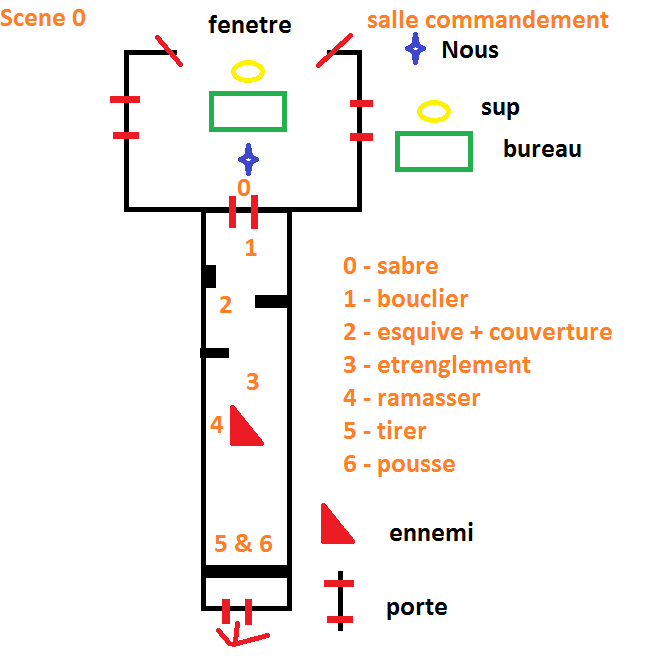 Scene 0
fenetre
salle commandement
Nous
sup
bureau
0
1
2
3
4
5 & 6
0 - sabre
1 - bouclier
2 - esquive + couverture
3 - etrenglement
4 - ramasser
5 - tirer
6 - pousse
ennemi
porte